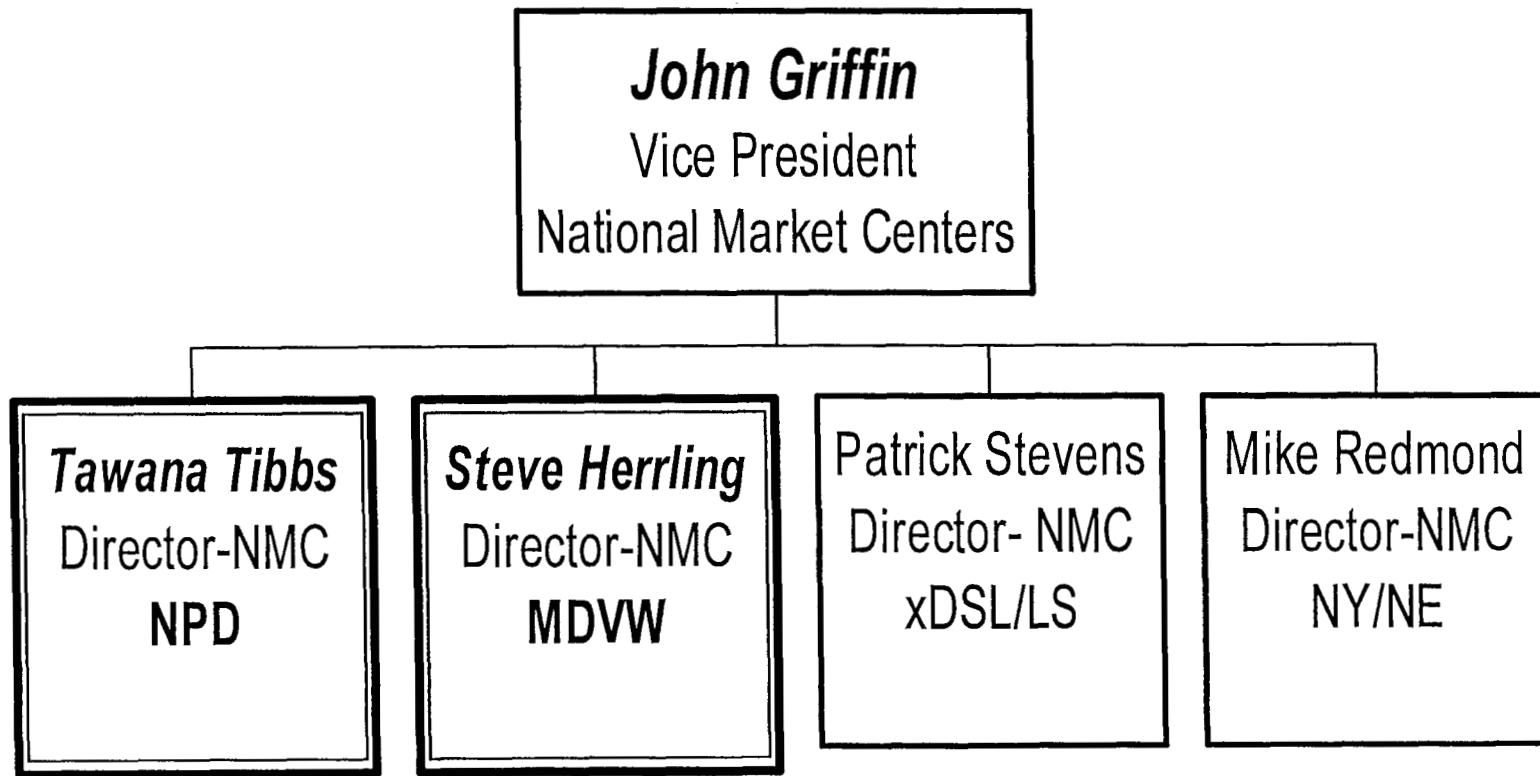 John Griffin
Vice President
National Market Centers
Tawana Tibbs
Director-NMC
NPD
Steve Herrling
Director-NMC
MDVW
Patrick Stevens
Director- NMC
xDSL/LS
Mike Redmond
Director-NMC
NY/NE